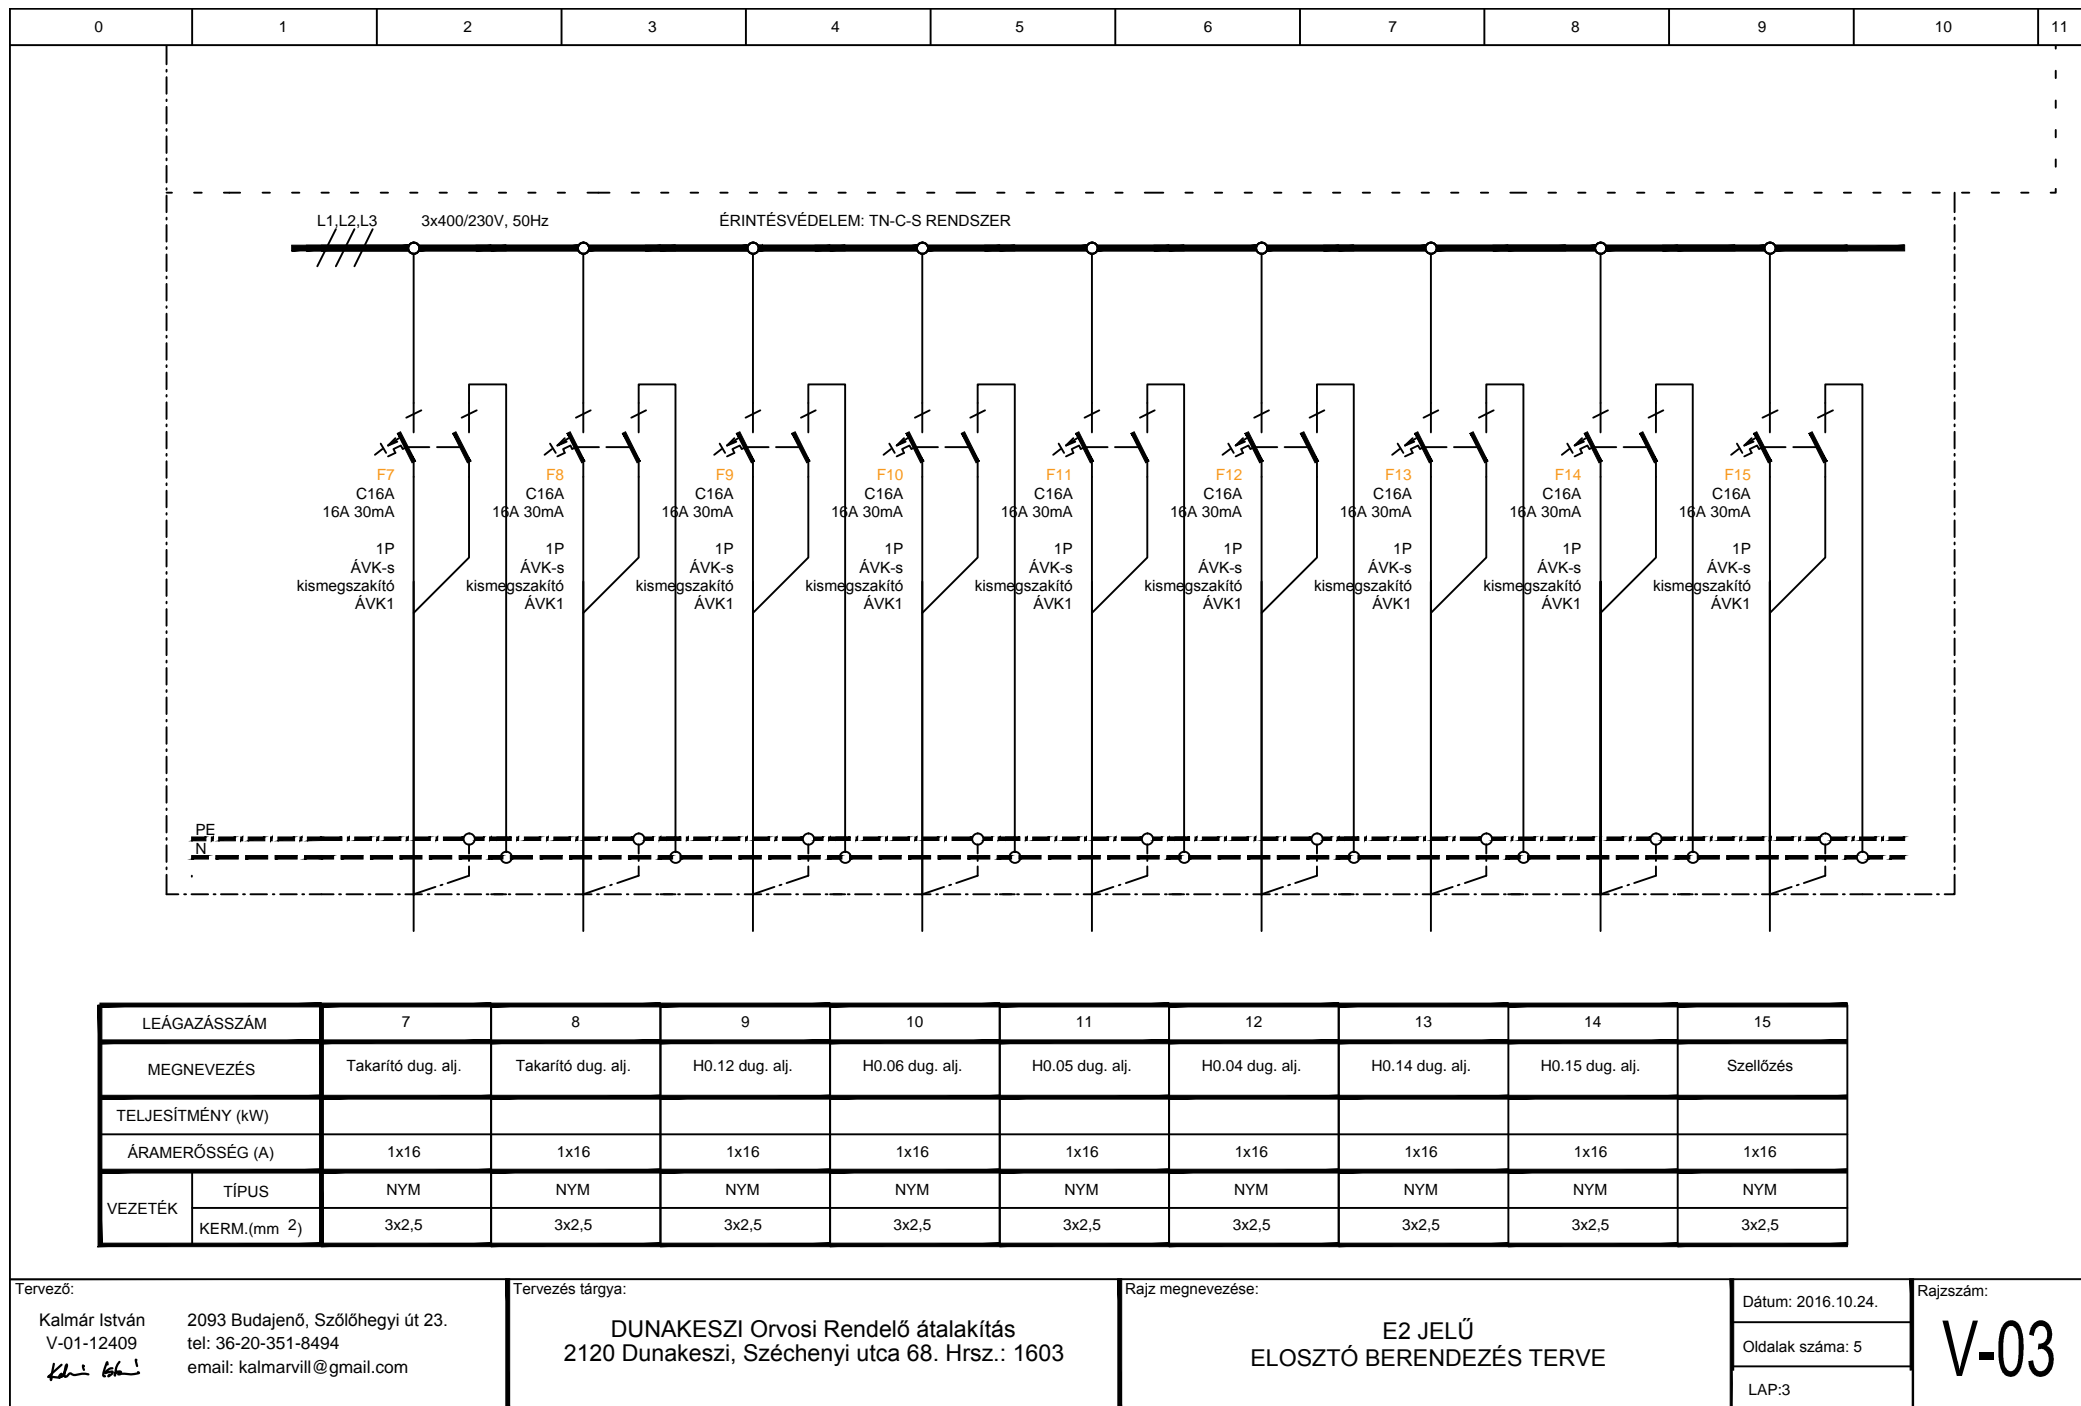 0 1 2 3 4 5 6 7 8 9 10 11
L1,L2,L3 3x400/230V, 50Hz ÉRINTÉSVÉDELEM: TN-C-S RENDSZER
F7 F8 F9 F10 F11 F12 F13 F14 F15
C16A C16A C16A C16A C16A C16A C16A C16A C16A
16A 30mA 16A 30mA 16A 30mA 16A 30mA 16A 30mA 16A 30mA 16A 30mA 16A 30mA 16A 30mA
1P 1P 1P 1P 1P 1P 1P 1P 1P
ÁVK-s ÁVK-s ÁVK-s ÁVK-s ÁVK-s ÁVK-s ÁVK-s ÁVK-s ÁVK-s
kismegszakító kismegszakító kismegszakító kismegszakító kismegszakító kismegszakító kismegszakító kismegszakító kismegszakító
ÁVK1 ÁVK1 ÁVK1 ÁVK1 ÁVK1 ÁVK1 ÁVK1 ÁVK1 ÁVK1
PE
N
LEÁGAZÁSSZÁM 7 8 9 10 11 12 13 14 15
MEGNEVEZÉS Takarító dug. alj. Takarító dug. alj. H0.12 dug. alj. H0.06 dug. alj. H0.05 dug. alj. H0.04 dug. alj. H0.14 dug. alj. H0.15 dug. alj. Szellőzés
TELJESÍTMÉNY (kW)
ÁRAMERŐSSÉG (A) 1x16 1x16 1x16 1x16 1x16 1x16 1x16 1x16 1x16
VEZETÉK TÍPUS NYM NYM NYM NYM NYM NYM NYM NYM NYM
KERM.(mm 2) 3x2,5 3x2,5 3x2,5 3x2,5 3x2,5 3x2,5 3x2,5 3x2,5 3x2,5
Tervező:
Kalmár István 2093 Budajenő, Szőlőhegyi út 23.
V-01-12409 tel: 36-20-351-8494
email: kalmarvill@gmail.com
Tervezés tárgya:
DUNAKESZI Orvosi Rendelő átalakítás
2120 Dunakeszi, Széchenyi utca 68. Hrsz.: 1603
Rajz megnevezése:
E2 JELŰ
ELOSZTÓ BERENDEZÉS TERVE
Dátum: 2016.10.24.
Oldalak száma: 5
LAP:3
Rajzszám:
V-03